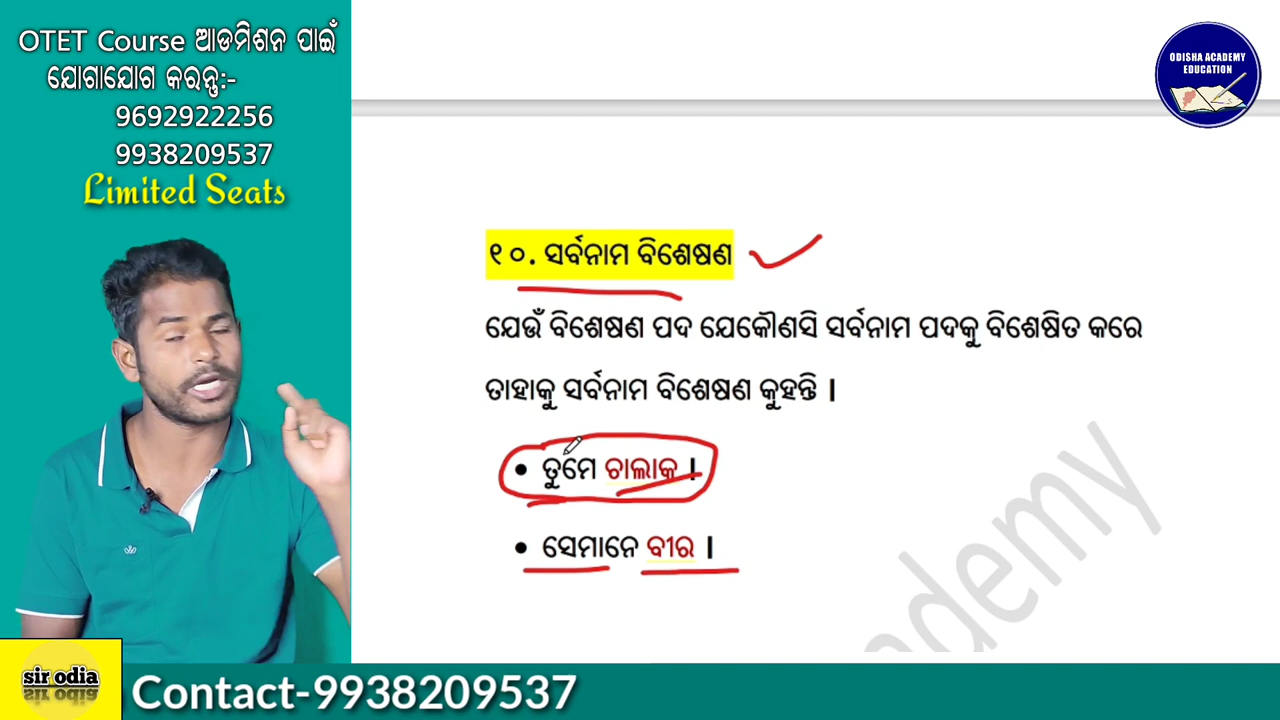 OTET Course ଆଡମିଶନ ପାଇଁ
ଯୋଗାଯୋଗ କରନ୍ତୁ:-
9692922256
9938209537
Limited Seats
ODISHA ACADEMY
EDUCATION
୧୦. ସର୍ବନାମ ବିଶେଷଣ
ଯେଉଁ ବିଶେଷଣ ପଦ ଯେକୌଣସି ସର୍ବନାମ ପଦକୁ ବିଶେଷିତ କରେ
ତାହାକୁ ସର୍ବନାମ ବିଶେଷଣ କୁହନ୍ତି ।
• ତୁମେ ଚାଲାକ ।
• ସେମାନେ ବୀର ।
ademy
sir odia
Contact-9938209537